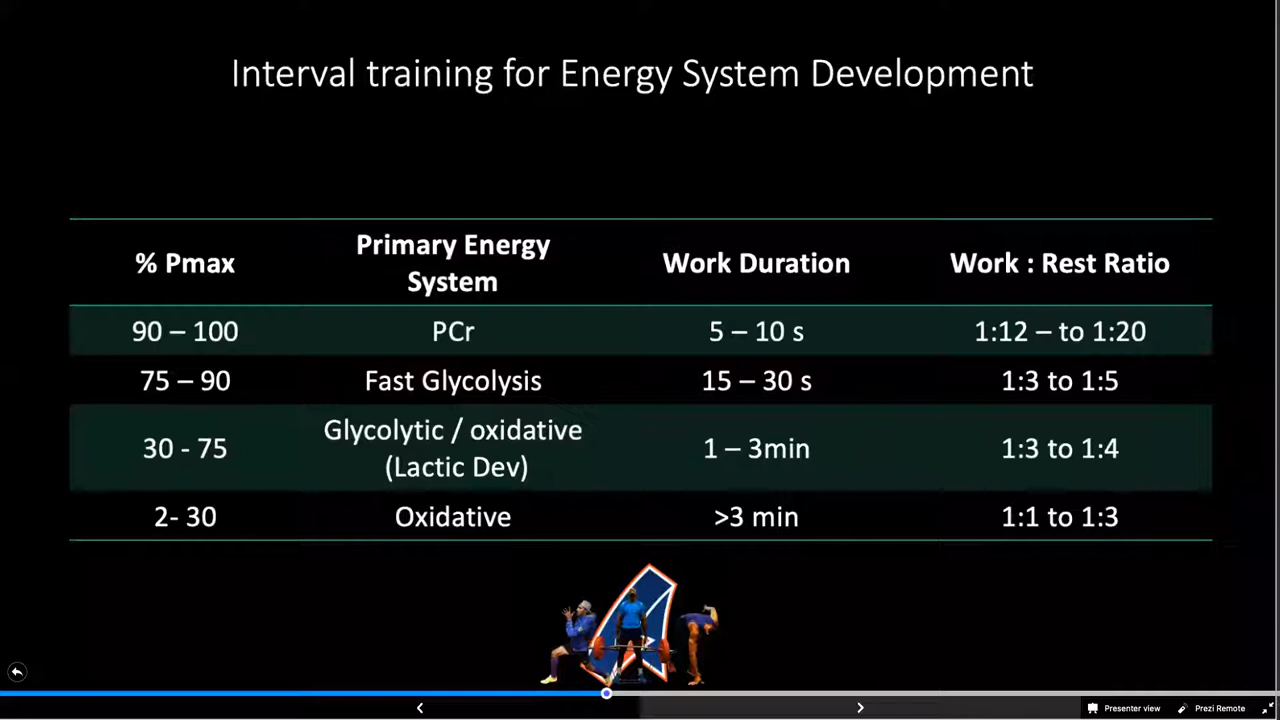 Interval training for Energy System Development
% Pmax
Primary Energy
System
Work Duration
Work : Rest Ratio
90 – 100
PCr
5 – 10 s
1:12 – to 1:20
75 – 90
Fast Glycolysis
15 – 30 s
1:3 to 1:5
30 - 75
Glycolytic / oxidative
(Lactic Dev)
1 – 3min
1:3 to 1:4
2- 30
Oxidative
>3 min
1:1 to 1:3
Presenter view
Prezi Remote